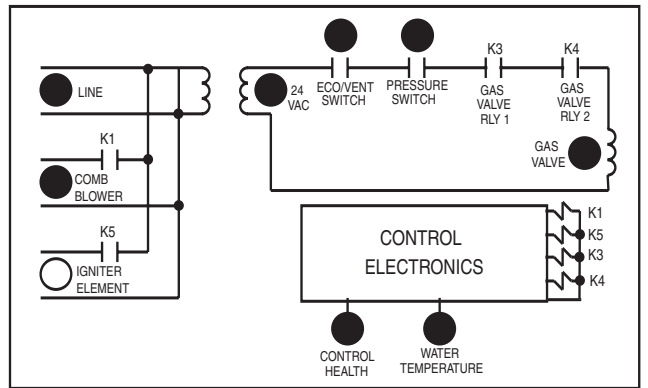 LINE
K1
COMB
BLOWER
K5
IGNITER
ELEMENT
24
VAC
ECO/VENT
SWITCH
PRESSURE
SWITCH
K3
GAS
VALVE
RLY 1
K4
GAS
VALVE
RLY 2
GAS
VALVE
CONTROL
ELECTRONICS
K1
K5
K3
K4
CONTROL
HEALTH
WATER
TEMPERATURE